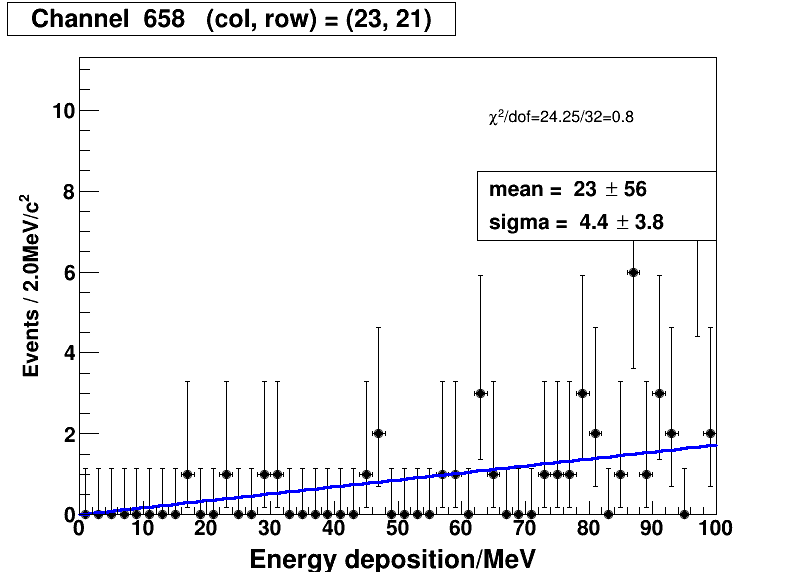 Channel 658 (col, row) = (23, 21)
χ²/dof=24.25/32=0.8
mean = 23 ± 56
sigma = 4.4 ± 3.8
Events / 2.0MeV/c²
10
8
6
4
2
0
0 10 20 30 40 50 60 70 80 90 100
Energy deposition/MeV